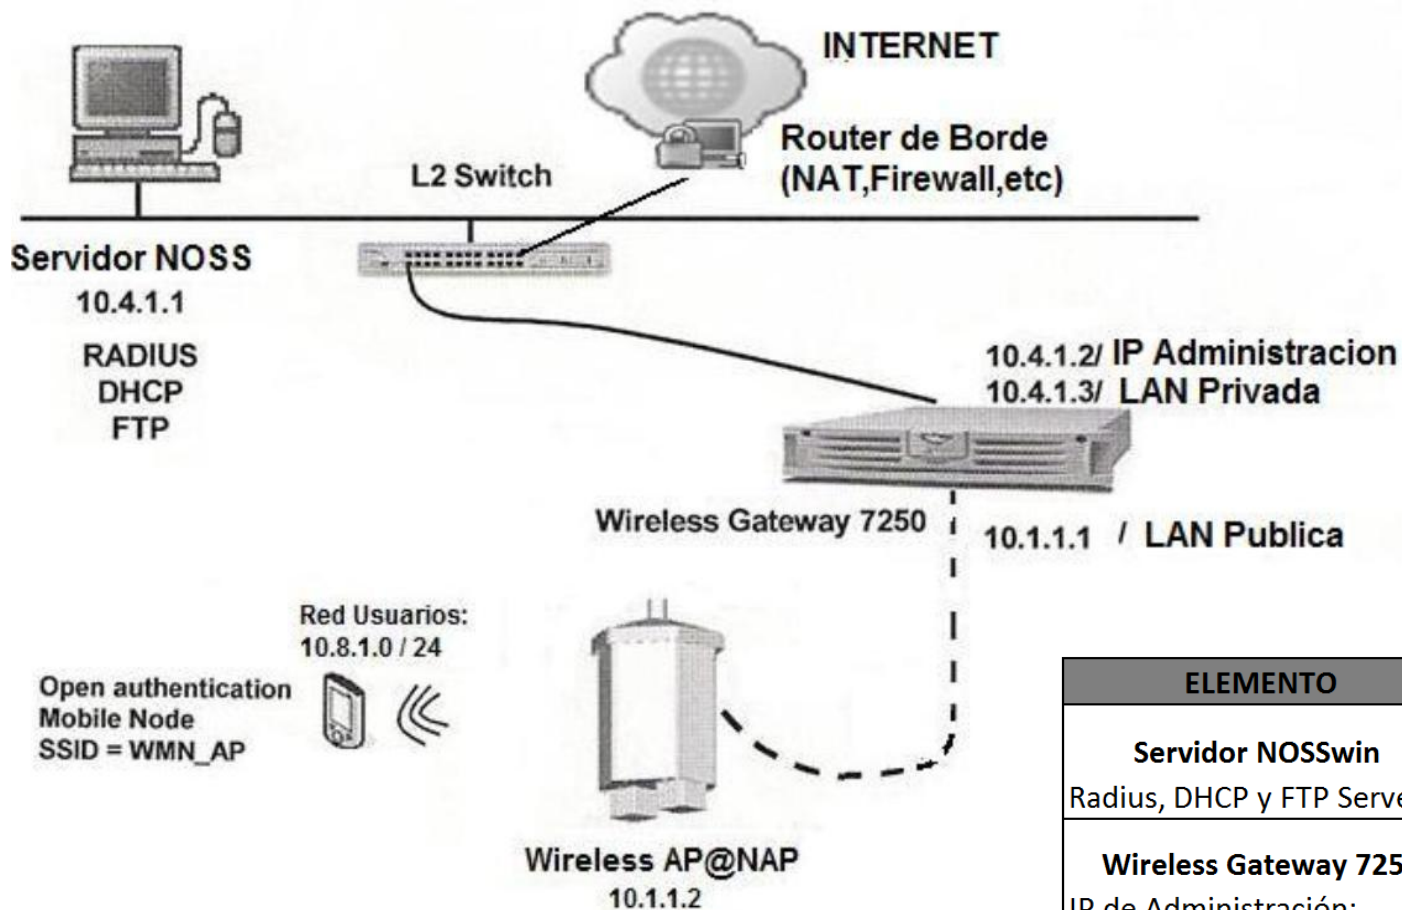 INTERNET
Router de Borde
(NAT,Firewall,etc)
L2 Switch
Servidor NOSS
10.4.1.1
RADIUS
DHCP
FTP
10.4.1.2/ IP Administracion
10.4.1.3/ LAN Privada
Wireless Gateway 7250
10.1.1.1 / LAN Publica
Red Usuarios:
10.8.1.0 / 24
Open authentication
Mobile Node
SSID = WMN_AP
Wireless AP@NAP
10.1.1.2
ELEMENTO
Servidor NOSSwin
Radius, DHCP y FTP Serve
Wireless Gateway 725
IP de Administración: